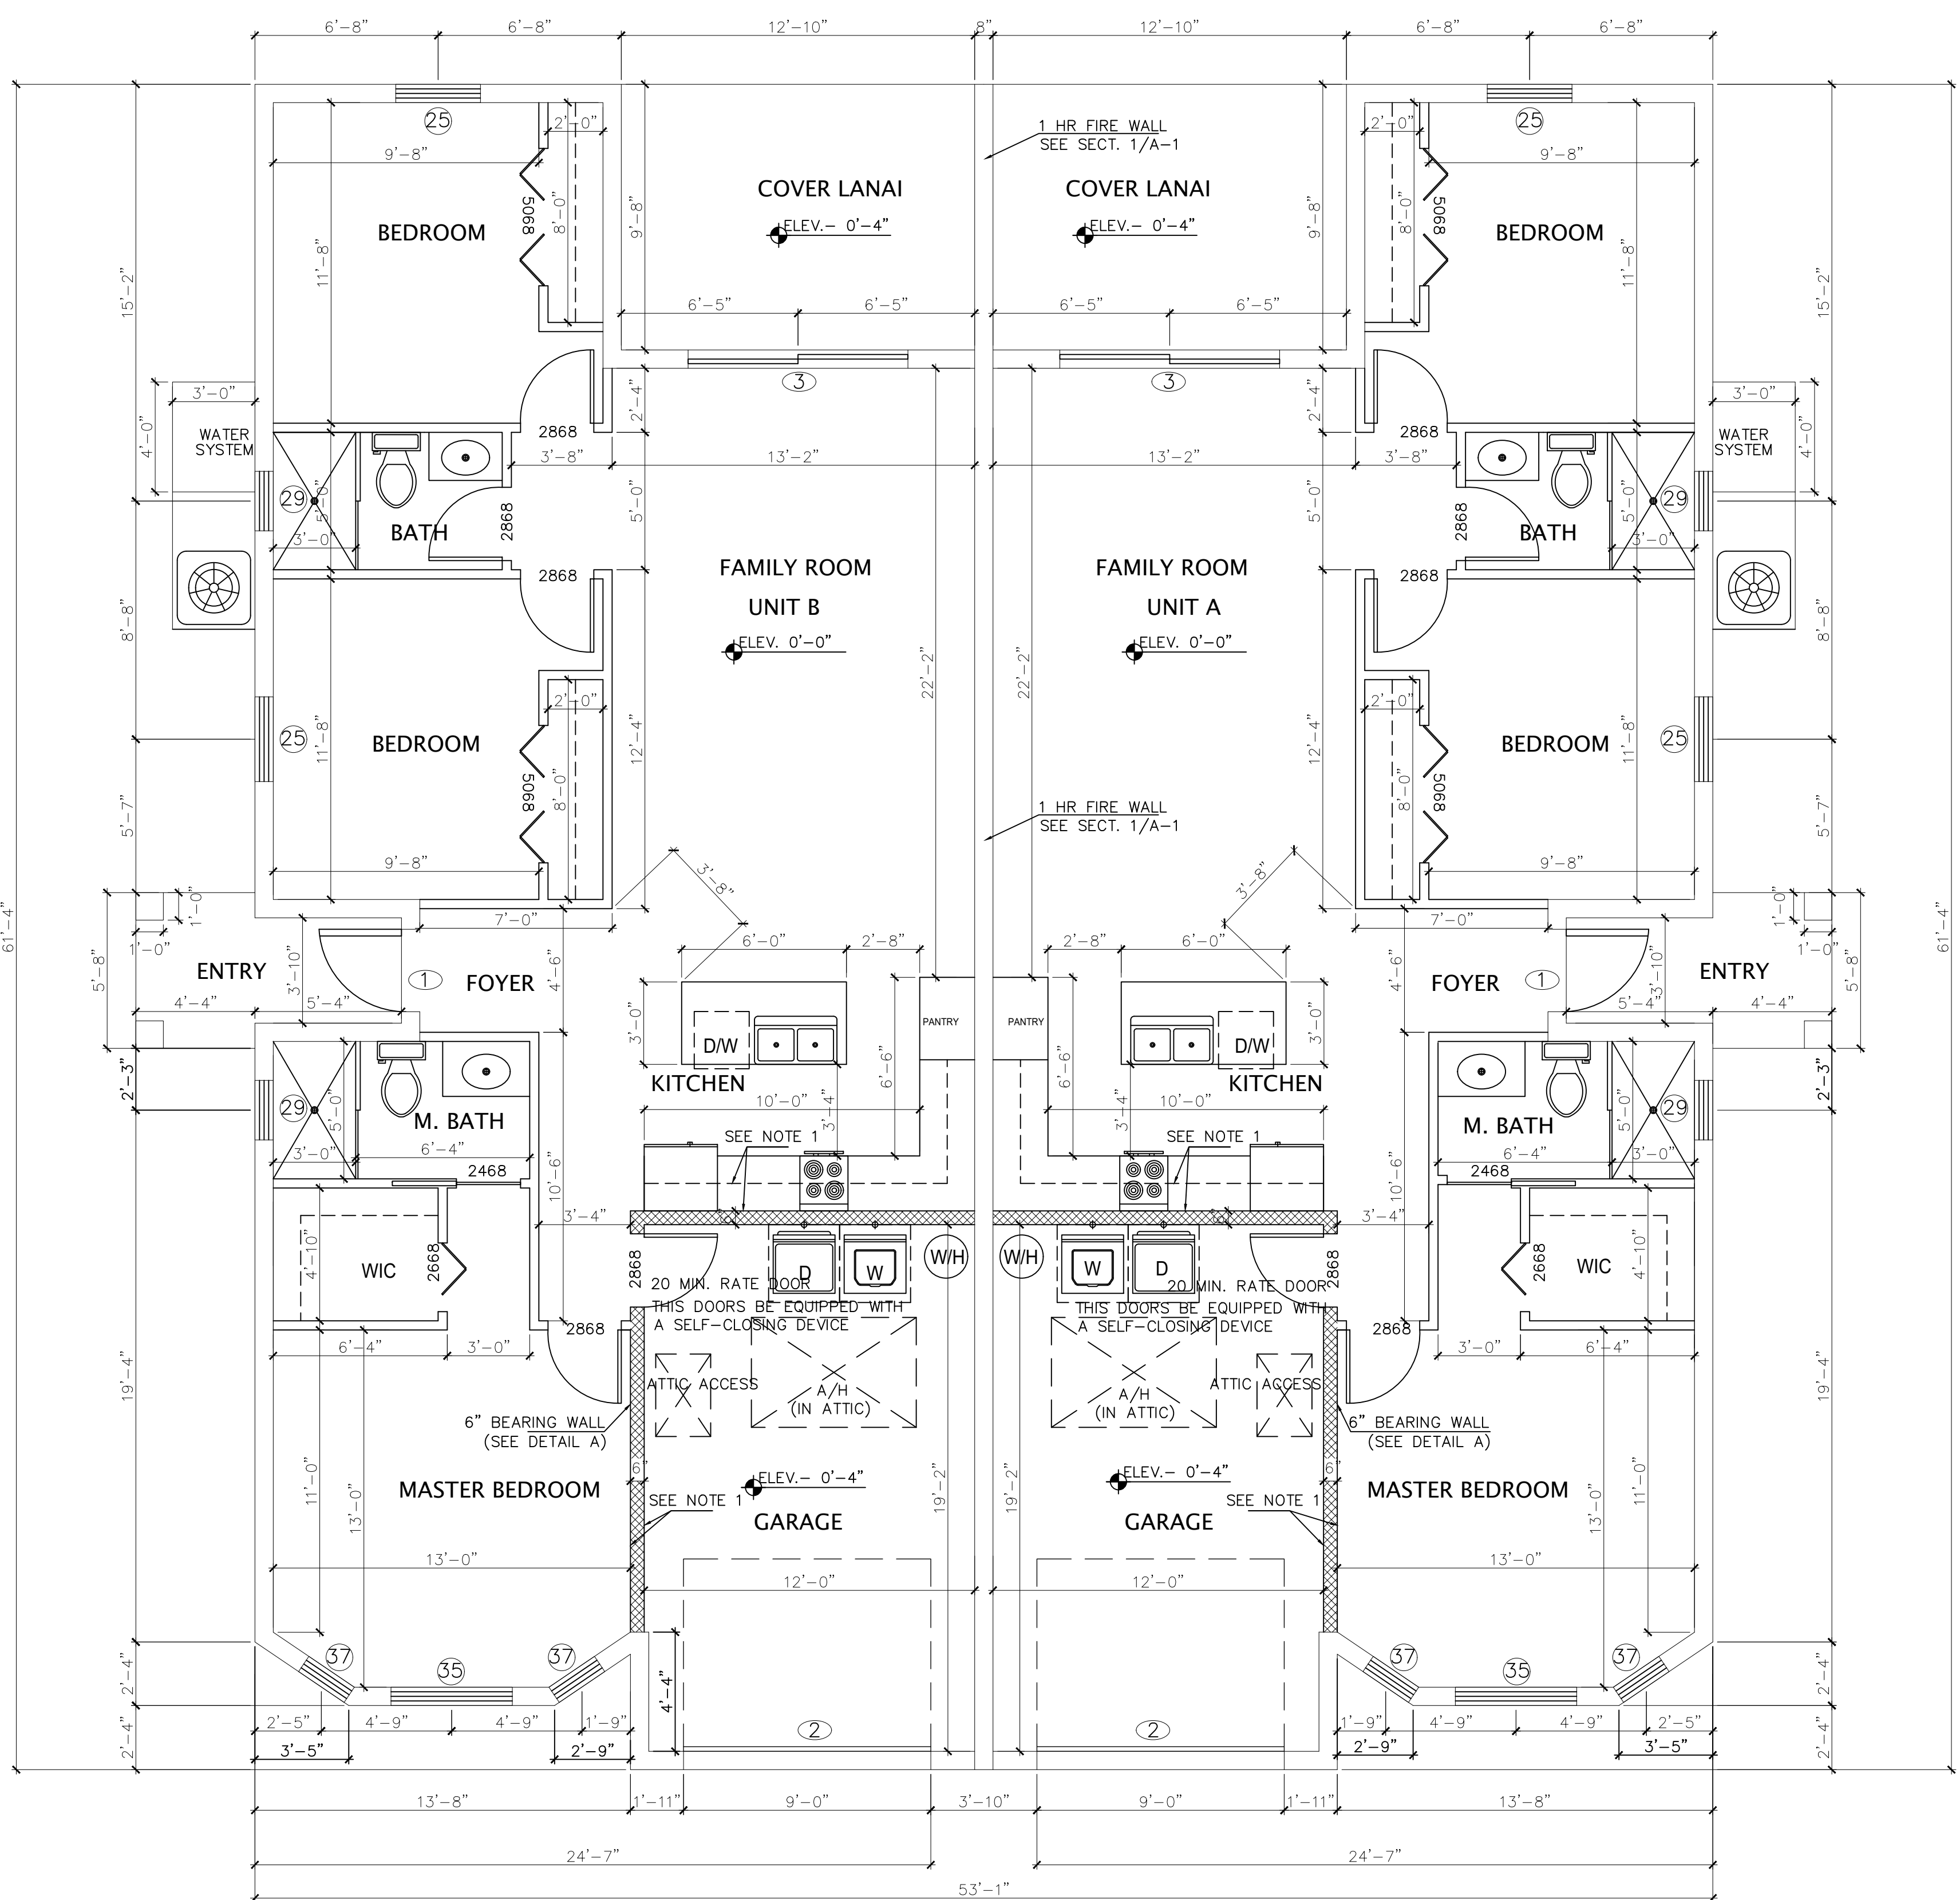 6'-8" 6'-8" 12'-10" 8" 12'-10" 6'-8" 6'-8"
25 25
2'-0" 2'-0"
1 HR FIRE WALL
SEE SECT. 1/A-1
9'-8" 9'-8"
COVER LANAI COVER LANAI
5068 8'-0" 9'-8" 9'-8" 8'-0" 5068
ELEV.- 0'-4" ELEV.- 0'-4"
BEDROOM BEDROOM
15'-2" 11'-8" 11'-8" 15'-2"
6'-5" 6'-5" 6'-5" 6'-5"
3 3
3'-0" 2'-4" 2'-4" 3'-0"
4'-0" WATER 2868 2868 WATER 4'-0"
SYSTEM SYSTEM
3'-8" 13'-2" 13'-2" 3'-8"
29 5'-0" 5'-0" 5'-0" 5'-0" 29
BATH 2868 2868 BATH
3'-0" 3'-0"
2868 2868
FAMILY ROOM FAMILY ROOM
UNIT B UNIT A
8'-8" 8'-8"
ELEV. 0'-0" ELEV. 0'-0"
22'-2" 22'-2"
2'-0" 2'-0"
25 11'-8" BEDROOM 12'-4" 12'-4" BEDROOM 11'-8" 25
5068 8'-0" 8'-0" 5068
1 HR FIRE WALL
SEE SECT. 1/A-1
5'-7" 5'-7"
9'-8" 3'-8" 3'-8" 9'-8"
61'-4" 1'-0" 1'-0" 61'-4"
7'-0" 7'-0"
1'-0" 6'-0" 2'-8" 2'-8" 6'-0" 1'-0"
5'-8" ENTRY 3'-10" 1 FOYER 4'-6" 4'-6" FOYER 1 3'-10" ENTRY 5'-8"
4'-4" 5'-4" 5'-4" 4'-4"
3'-0" PANTRY PANTRY 3'-0"
D/W D/W
6'-6" 6'-6"
2'-3" KITCHEN KITCHEN 2'-3"
29 5'-0" 10'-0" 10'-0" 5'-0" 29
M. BATH 3'-4" 3'-4" M. BATH
SEE NOTE 1 SEE NOTE 1
3'-0" 6'-4" 6'-4" 3'-0"
2468 2468
10'-6" 10'-6"
3'-4" 6" 6" 3'-4"
4'-10" WIC 2668 2868 D W W/H W/H W D 2868 2668 WIC 4'-10"
20 MIN. RATE DOOR 20 MIN. RATE DOOR
THIS DOORS BE EQUIPPED WITH THIS DOORS BE EQUIPPED WITH
A SELF-CLOSING DEVICE A SELF-CLOSING DEVICE
2868 2868
6'-4" 3'-0" 3'-0" 6'-4"
19'-4" ATTIC ACCESS ATTIC ACCESS 19'-4"
A/H A/H
(IN ATTIC) (IN ATTIC)
6" BEARING WALL 6" BEARING WALL
(SEE DETAIL A) (SEE DETAIL A)
6" ELEV.- 0'-4" ELEV.- 0'-4" 6"
11'-0" MASTER BEDROOM 19'-2" 19'-2" MASTER BEDROOM 11'-0"
13'-0" SEE NOTE 1 SEE NOTE 1 13'-0"
GARAGE GARAGE
13'-0" 13'-0"
12'-0" 12'-0"
37 35 37 37 35 37
2'-4" 4'-4" 2'-4"
2'-5" 4'-9" 4'-9" 1'-9" 2 2 1'-9" 4'-9" 4'-9" 2'-5"
2'-4" 3'-5" 2'-9" 2'-9" 3'-5" 2'-4"
13'-8" 1'-11" 9'-0" 3'-10" 9'-0" 1'-11" 13'-8"
24'-7" 24'-7"
53'-1"